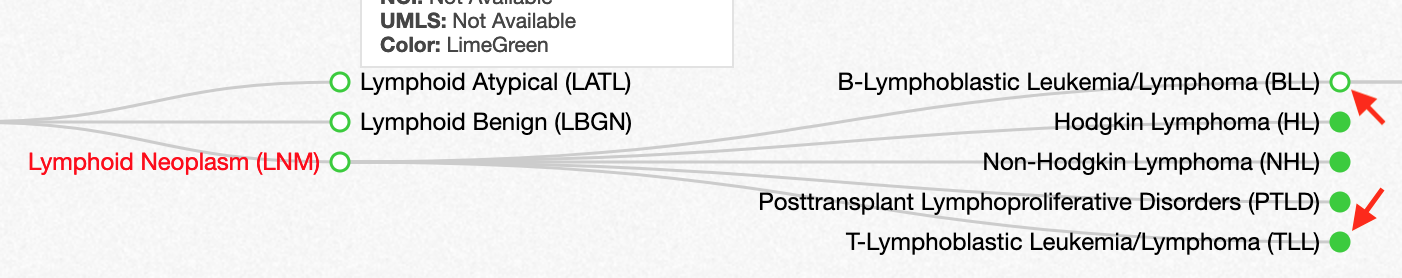 NCI: Not Available
UMLS: Not Available
Color: LimeGreen
Lymphoid Atypical (LATL)
Lymphoid Benign (LBGN)
Lymphoid Neoplasm (LNM)
B-Lymphoblastic Leukemia/Lymphoma (BLL)
Hodgkin Lymphoma (HL)
Non-Hodgkin Lymphoma (NHL)
Posttransplant Lymphoproliferative Disorders (PTLD)
T-Lymphoblastic Leukemia/Lymphoma (TLL)